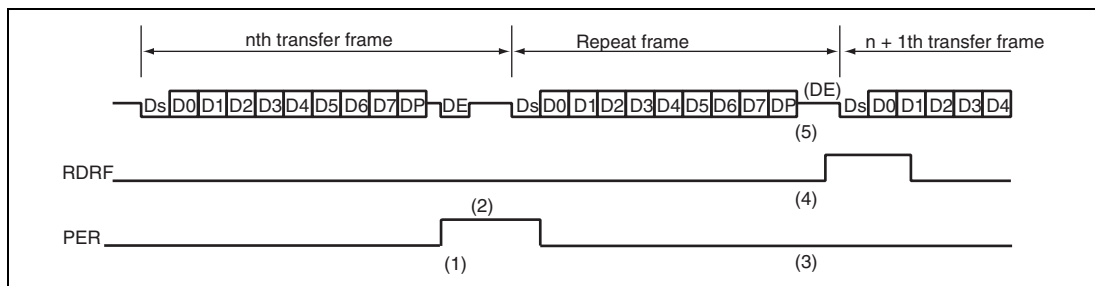 nth transfer frame Repeat frame n + 1th transfer frame
(DE)
Ds D0 D1 D2 D3 D4 D5 D6 D7 DP DE Ds D0 D1 D2 D3 D4 D5 D6 D7 DP Ds D0 D1 D2 D3 D4
(5)
RDRF
(4)
(2)
PER
(1) (3)